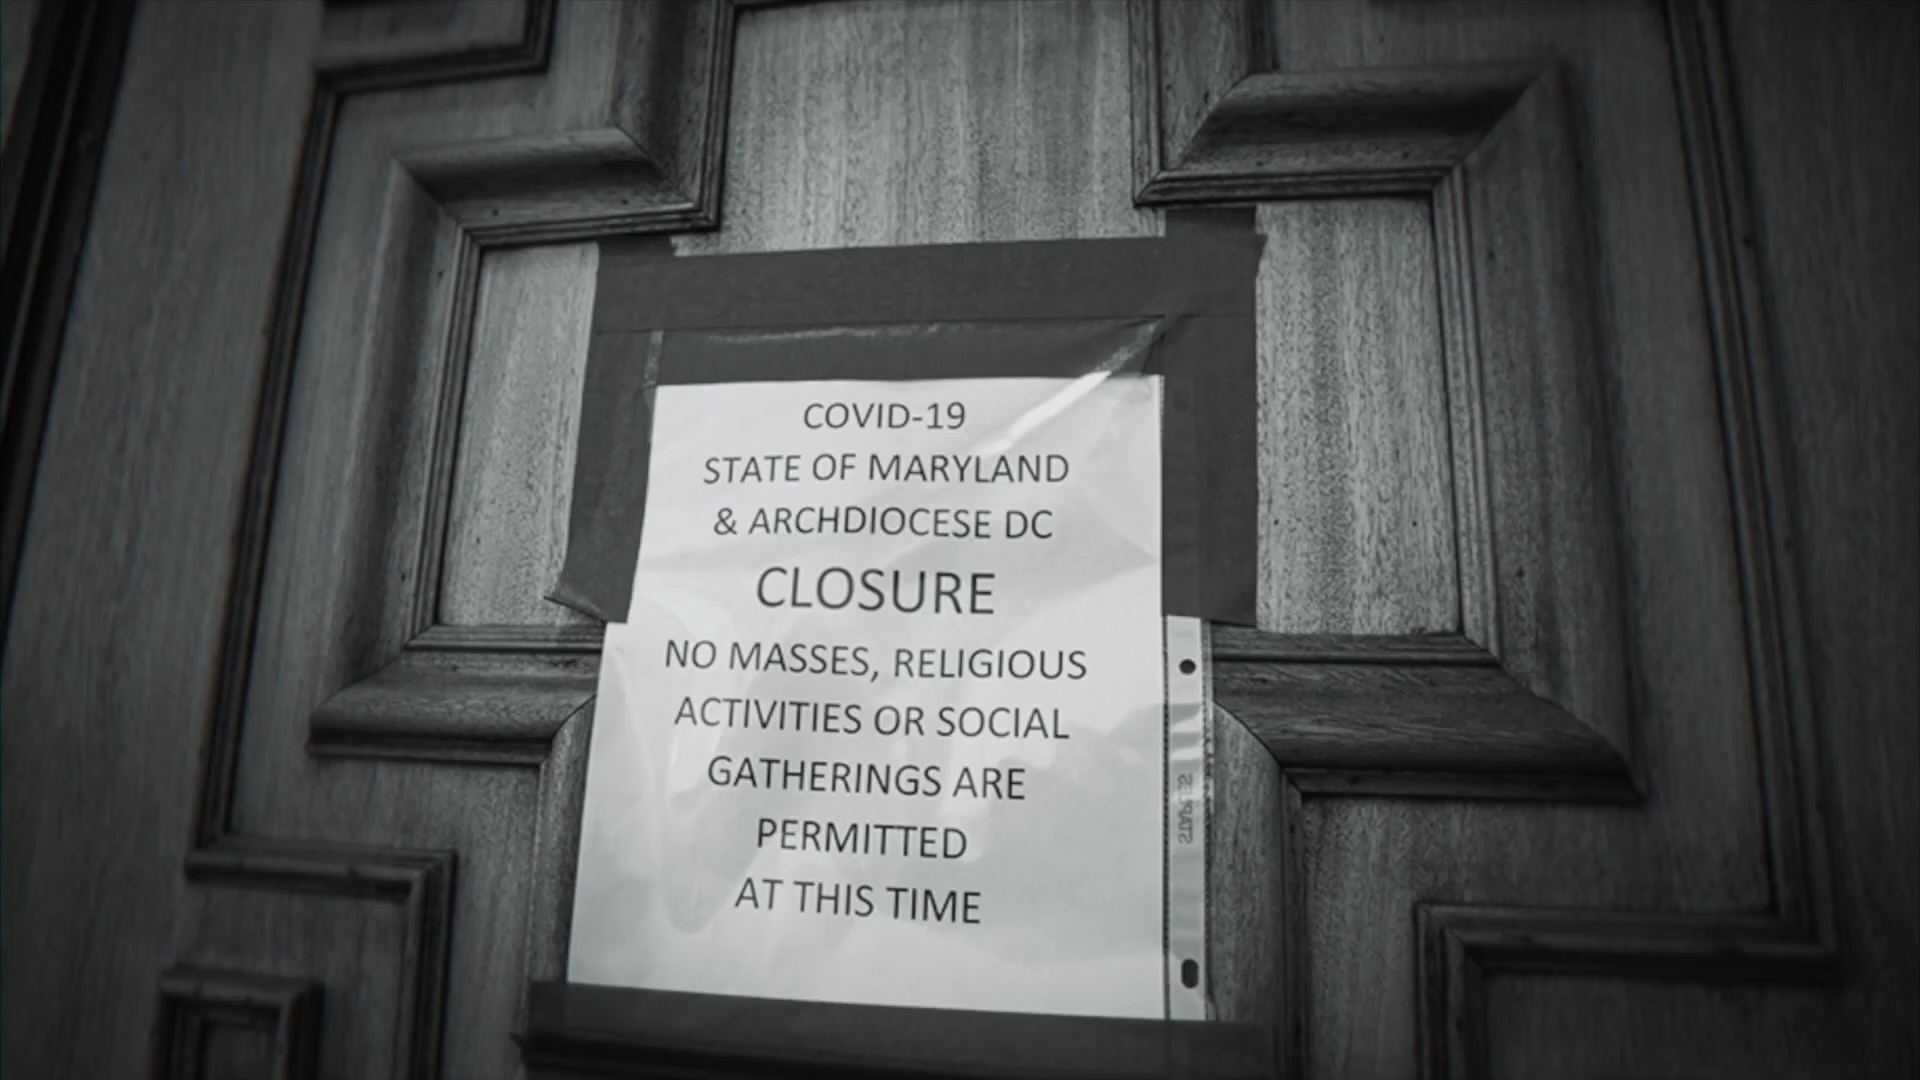 COVID-19
STATE OF MARYLAND
& ARCHDIOCESE DC
CLOSURE
NO MASSES, RELIGIOUS
ACTIVITIES OR SOCIAL
GATHERINGS ARE
PERMITTED
AT THIS TIME